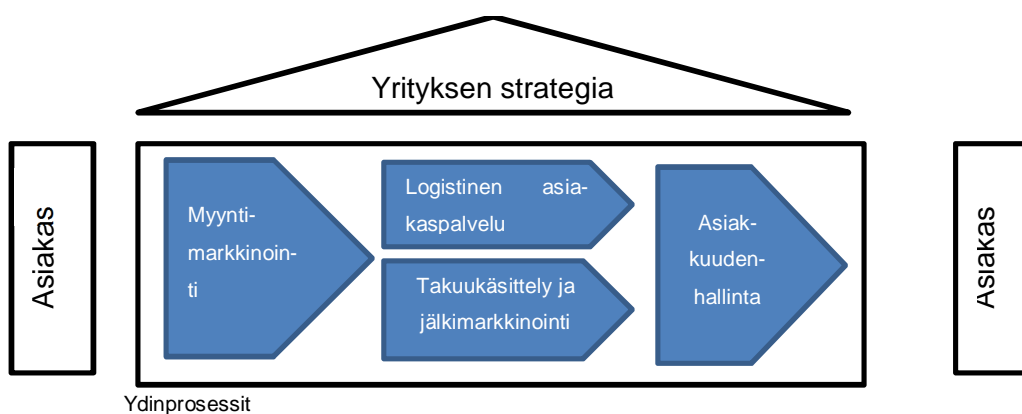 Yrityksen strategia
Asiakas
Myynti-
markkinoin-
ti
Logistinen asia-
kaspalvelu
Takuukäsittely ja
jälkimarkkinointi
Asiak-
kuuden-
hallinta
Asiakas
Ydinprosessit